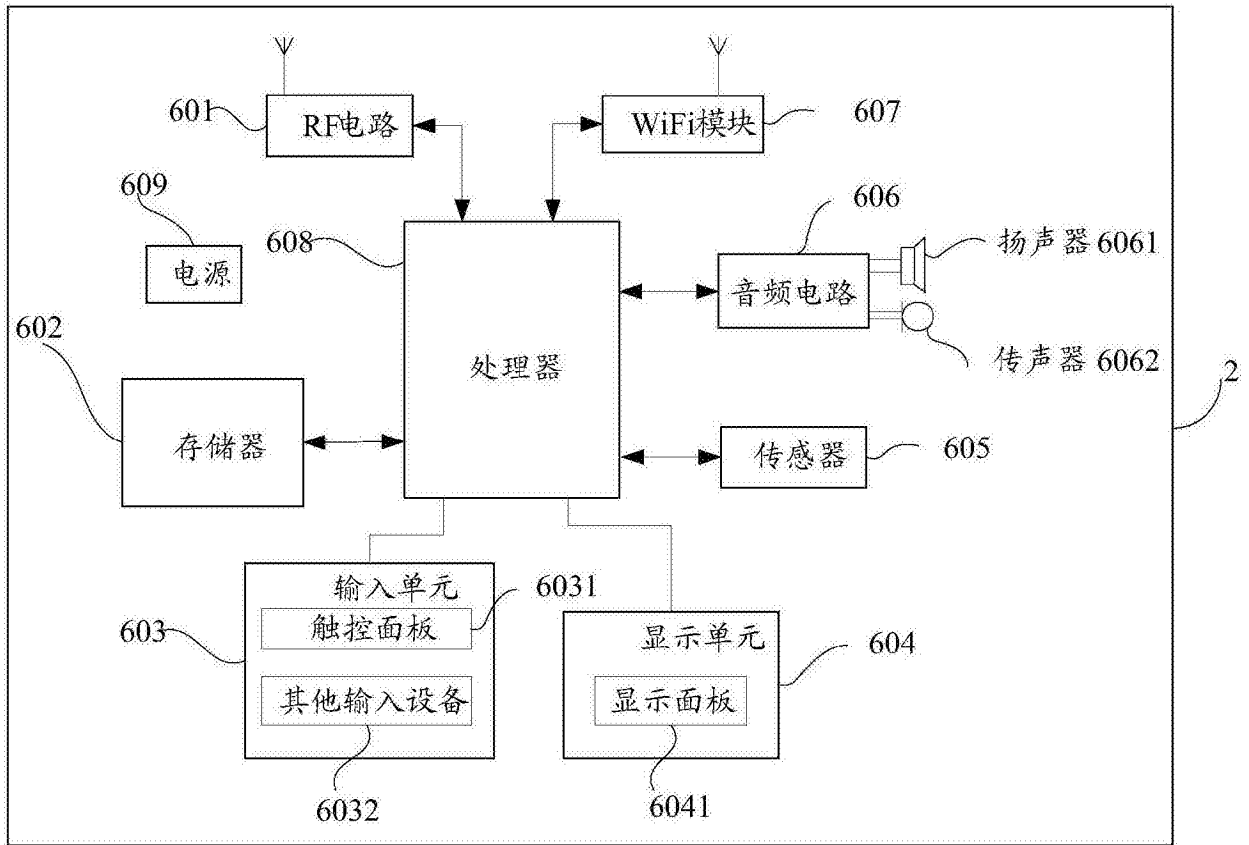 601
RF电路
WiFi模块
607
609
电源
608
处理器
606
音频电路
扬声器 6061
传声器 6062
602
存储器
传感器
605
2
输入单元
603
触控面板
6031
其他输入设备
6032
显示单元
604
显示面板
6041